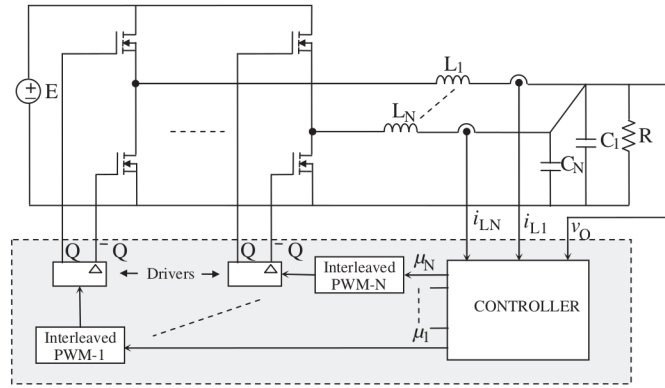 E
L1
LN
C1
R
CN
iLN
iL1
vO
Q
¯Q
Q
¯Q
Drivers
Interleaved
PWM-N
μN
μ1
CONTROLLER
Interleaved
PWM-1